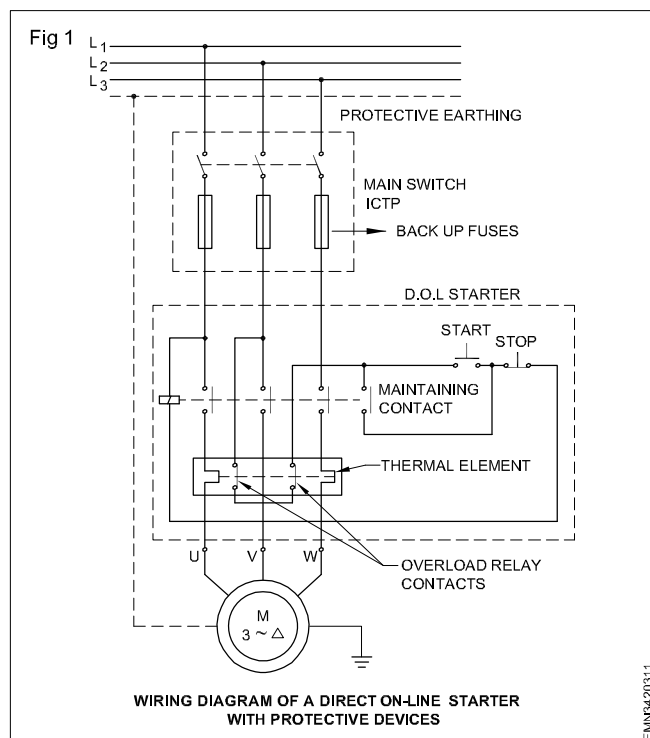 Fig 1
L1
L2
L3
PROTECTIVE EARTHING
MAIN SWITCH
ICTP
BACK UP FUSES
D.O.L STARTER
START
STOP
MAINTAINING
CONTACT
THERMAL ELEMENT
U V W
OVERLOAD RELAY
CONTACTS
M
3 ~ △
WIRING DIAGRAM OF A DIRECT ON-LINE STARTER
WITH PROTECTIVE DEVICES
EMN3420311